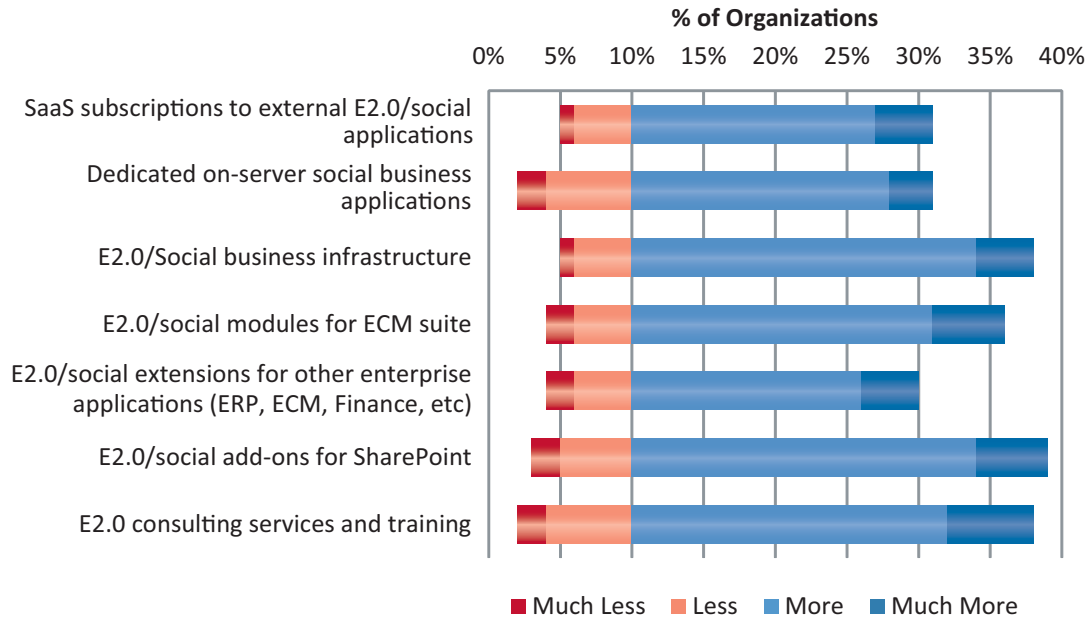 % of Organizations
0% 5% 10% 15% 20% 25% 30% 35% 40%
SaaS subscriptions to external E2.0/social
applications
Dedicated on-server social business
applications
E2.0/Social business infrastructure
E2.0/social modules for ECM suite
E2.0/social extensions for other enterprise
applications (ERP, ECM, Finance, etc)
E2.0/social add-ons for SharePoint
E2.0 consulting services and training
Much Less Less More Much More